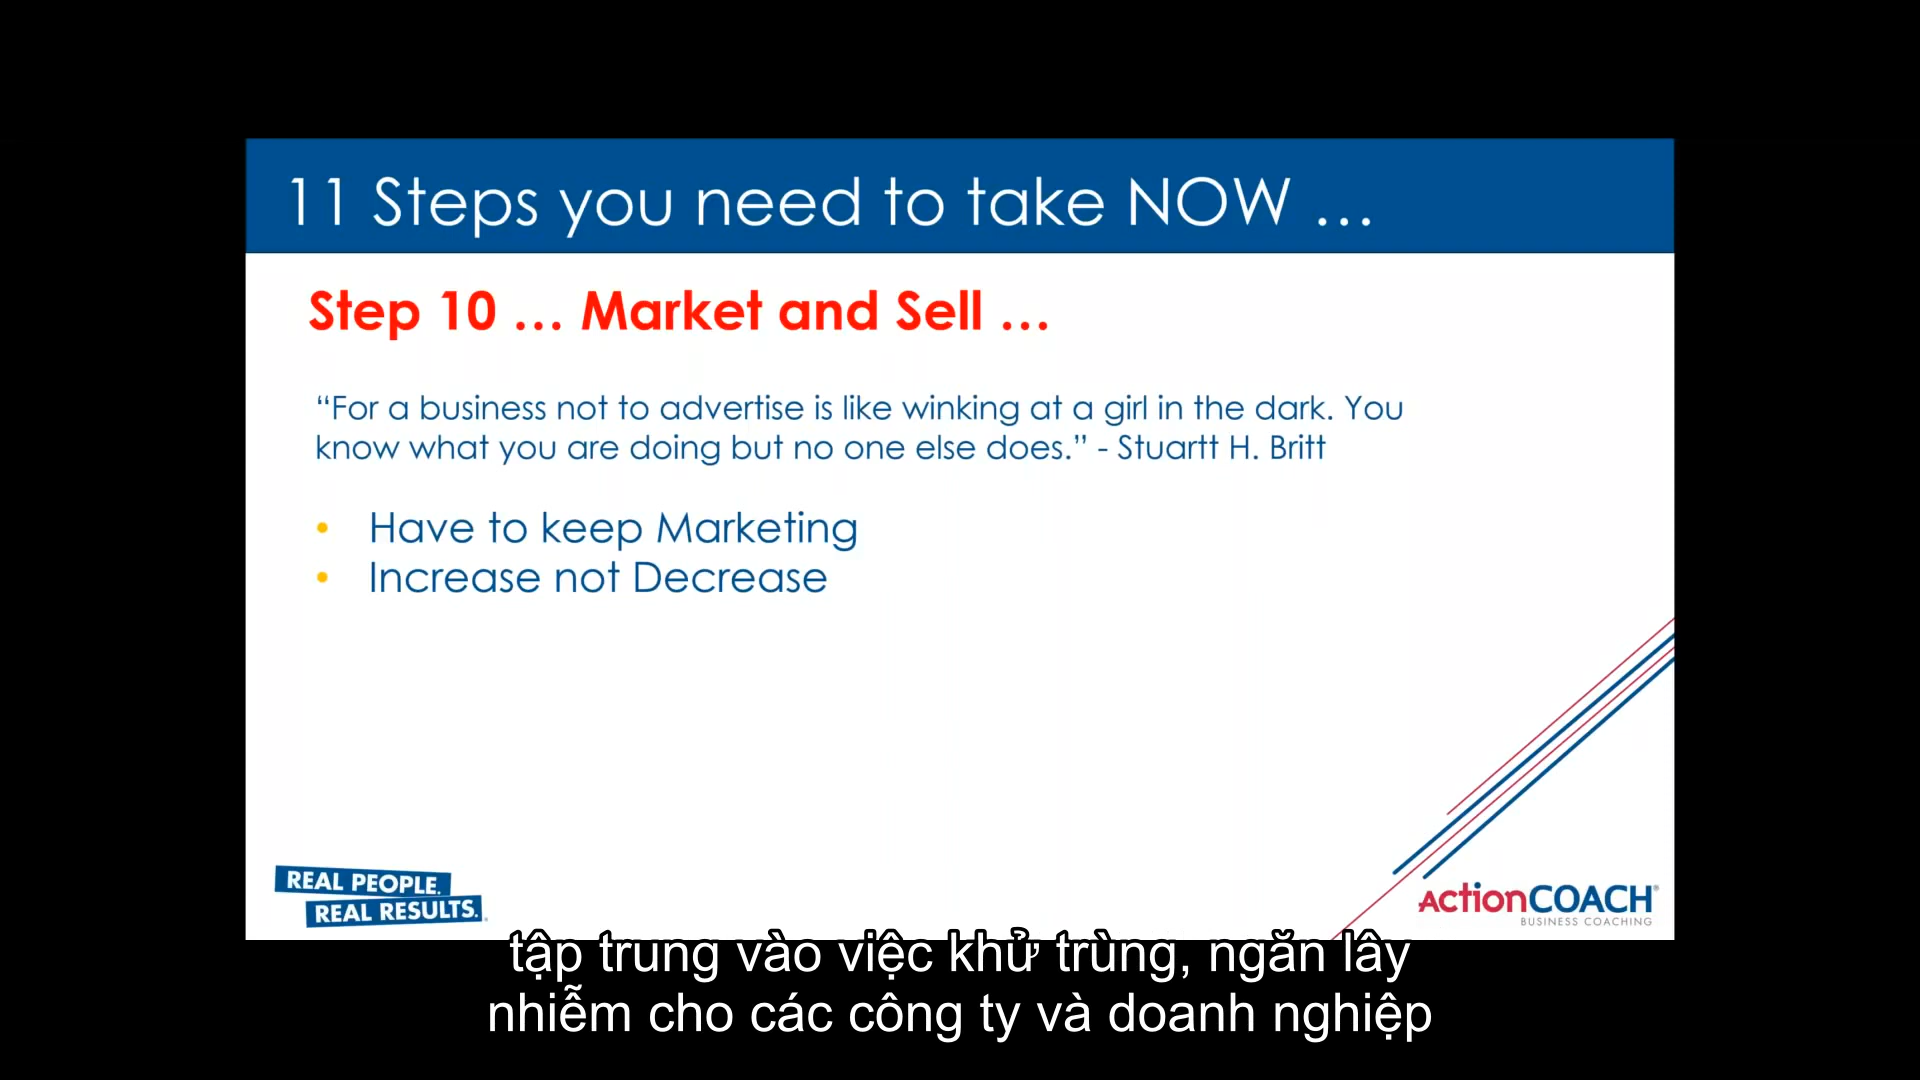 11 Steps you need to take NOW ...
Step 10 ... Market and Sell ...
“For a business not to advertise is like winking at a girl in the dark. You
know what you are doing but no one else does.” - Stuartt H. Britt
• Have to keep Marketing
• Increase not Decrease
REAL PEOPLE.
REAL RESULTS.
ActionCOACH®
BUSINESS COACHING
tập trung vào việc khử trùng, ngăn lây
nhiễm cho các công ty và doanh nghiệp